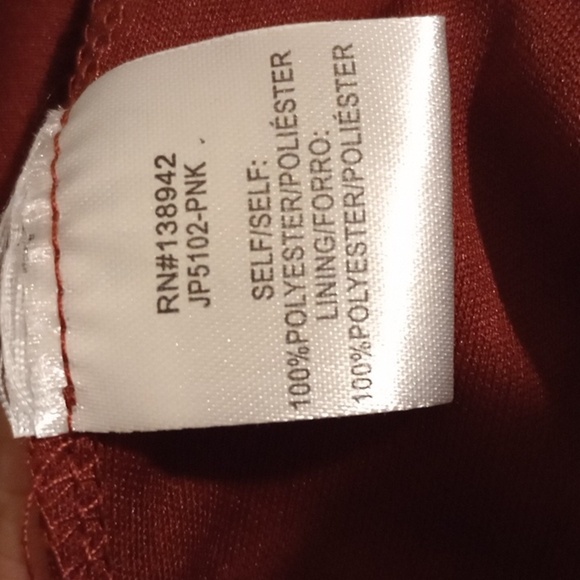 RN#138942
JP5102-PNK
SELF/SELF:
100%POLYESTER/POLIÉSTER
LINING/FORRO:
100%POLYESTER/POLIÉSTER